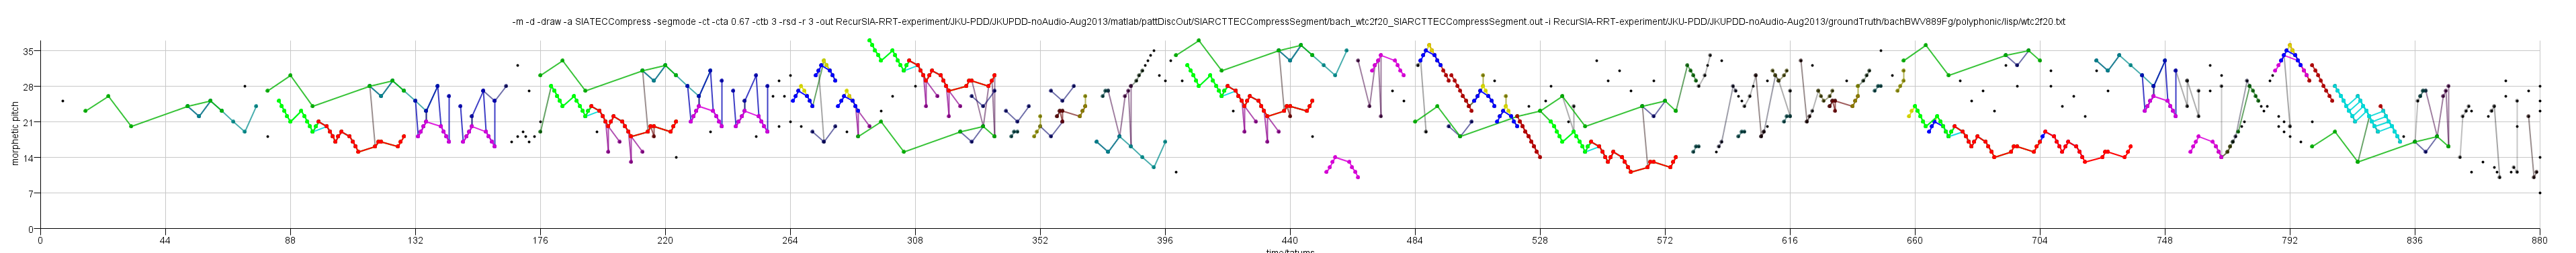 -m -d -draw -a SIATECCompress -segmode -ct -cta 0.67 -ctb 3 -rsd -r 3 -out RecurSIA-RRT-experiment/JKU-PDD/JKUPDD-noAudio-Aug2013/matlab/pattDiscOut/SIARCTTECCompressSegment/bach_wtc2f20_SIARCTTECCompressSegment.out -i RecurSIA-RRT-experiment/JKU-PDD/JKUPDD-noAudio-Aug2013/groundTruth/bachBWV889Fg/polyphonic/lisp/wtc2f20.txt
morphetic pitch
35
28
21
14
7
0
0 44 88 132 176 220 264 308 352 396 440 484 528 572 616 660 704 748 792 836 880
time/tatums